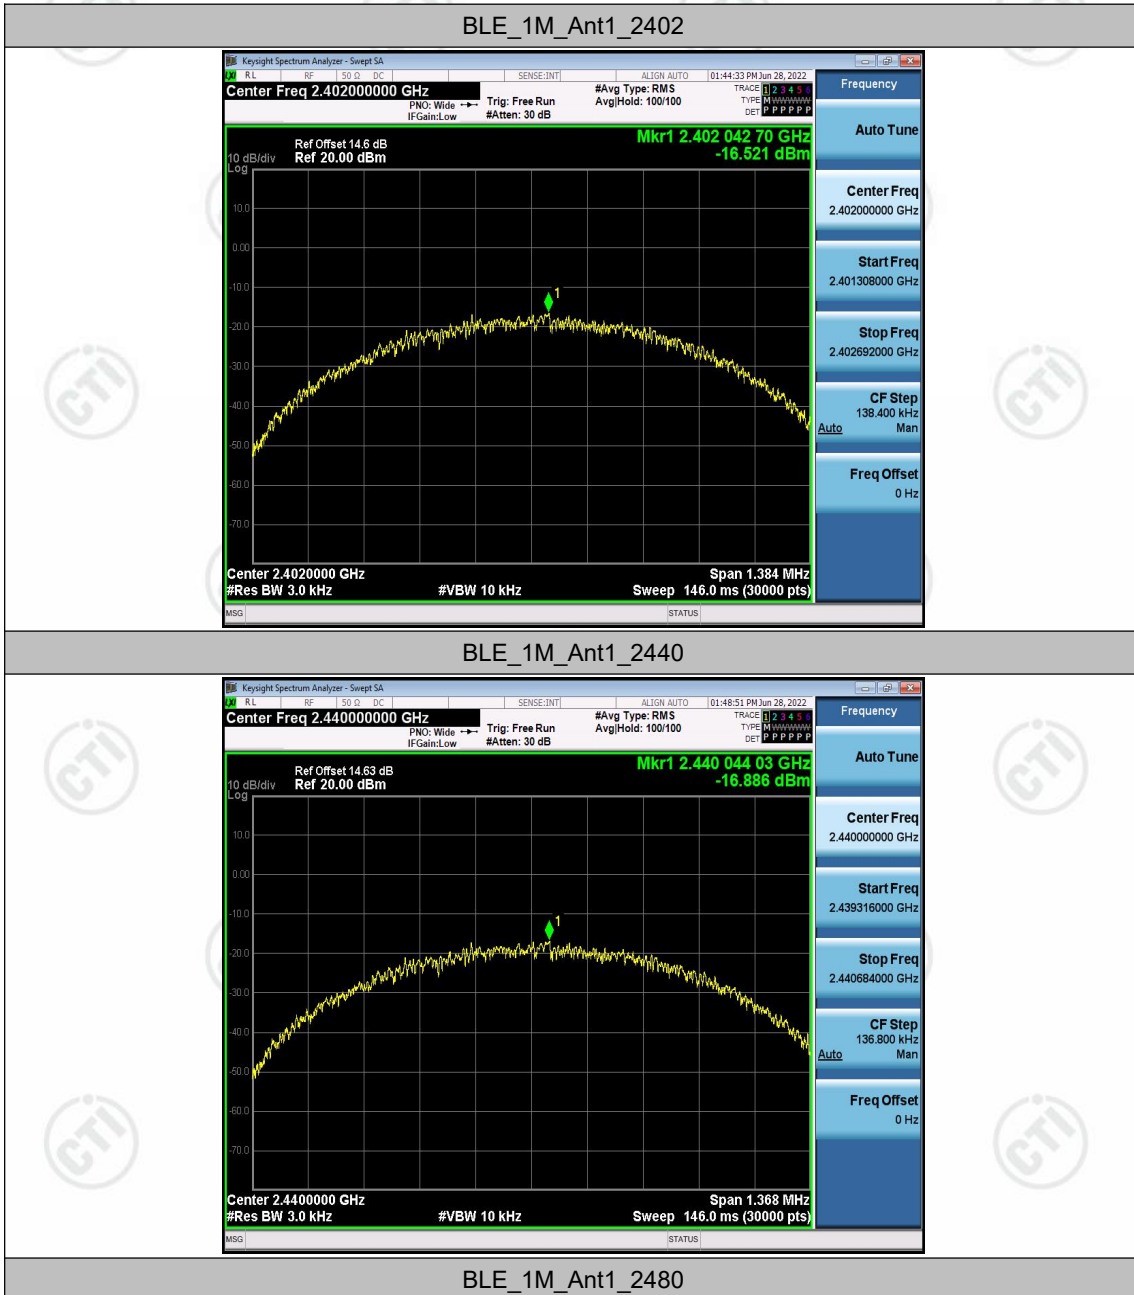 BLE_1M_Ant1_2402
Keysight Spectrum Analyzer - Swept SA
LXI RL RF 50 Ω DC SENSE:INT ALIGN AUTO 01:44:33 PM Jun 28, 2022
Center Freq 2.402000000 GHz
PNO: Wide
IFGain:Low
Trig: Free Run
#Atten: 30 dB
#Avg Type: RMS
Avg|Hold: 100/100
TRACE 1 2 3 4 5 6
TYPE M WWWWW
DET P P P P P P
Ref Offset 14.6 dB
10 dB/div Ref 20.00 dBm
Log
Mkr1 2.402 042 70 GHz
-16.521 dBm
10.0
0.00
-10.0
-20.0
-30.0
-40.0
-50.0
-60.0
-70.0
1
Center 2.4020000 GHz Span 1.384 MHz
#Res BW 3.0 kHz #VBW 10 kHz Sweep 146.0 ms (30000 pts)
MSG STATUS
Frequency
Auto Tune
Center Freq
2.402000000 GHz
Start Freq
2.401308000 GHz
Stop Freq
2.402692000 GHz
CF Step
138.400 kHz
Auto Man
Freq Offset
0 Hz
BLE_1M_Ant1_2440
Keysight Spectrum Analyzer - Swept SA
LXI RL RF 50 Ω DC SENSE:INT ALIGN AUTO 01:48:51 PM Jun 28, 2022
Center Freq 2.440000000 GHz
PNO: Wide
IFGain:Low
Trig: Free Run
#Atten: 30 dB
#Avg Type: RMS
Avg|Hold: 100/100
TRACE 1 2 3 4 5 6
TYPE M WWWWW
DET P P P P P P
Ref Offset 14.63 dB
10 dB/div Ref 20.00 dBm
Log
Mkr1 2.440 044 03 GHz
-16.886 dBm
10.0
0.00
-10.0
-20.0
-30.0
-40.0
-50.0
-60.0
-70.0
1
Center 2.4400000 GHz Span 1.368 MHz
#Res BW 3.0 kHz #VBW 10 kHz Sweep 146.0 ms (30000 pts)
MSG STATUS
Frequency
Auto Tune
Center Freq
2.440000000 GHz
Start Freq
2.439316000 GHz
Stop Freq
2.440684000 GHz
CF Step
136.800 kHz
Auto Man
Freq Offset
0 Hz
BLE_1M_Ant1_2480
CTI
CTI
CTI
CTI
CTI
CTI